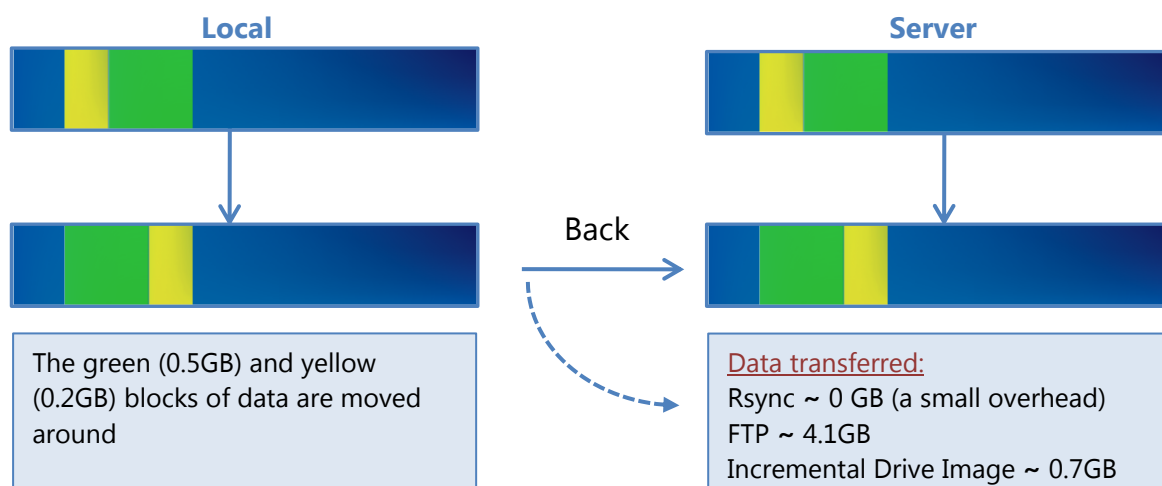 Local
Server
Back
The green (0.5GB) and yellow
(0.2GB) blocks of data are moved
around
Data transferred:
Rsync ~ 0 GB (a small overhead)
FTP ~ 4.1GB
Incremental Drive Image ~ 0.7GB